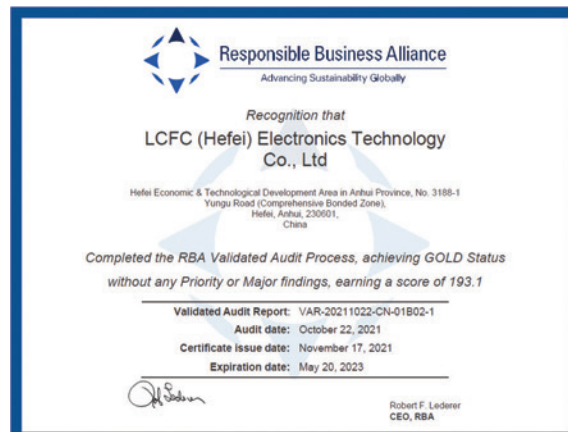 Responsible Business Alliance
Advancing Sustainability Globally
Recognition that
LCFC (Hefei) Electronics Technology
Co., Ltd
Hefei Economic & Technological Development Area in Anhui Province, No. 3188-1
Yungu Road (Comprehensive Bonded Zone),
Hefei, Anhui, 230601,
China
Completed the RBA Validated Audit Process, achieving GOLD Status
without any Priority or Major findings, earning a score of 193.1
Validated Audit Report: VAR-20211022-CN-01B02-1
Audit date: October 22, 2021
Certificate issue date: November 17, 2021
Expiration date: May 20, 2023
Robert F. Lederer
CEO, RBA